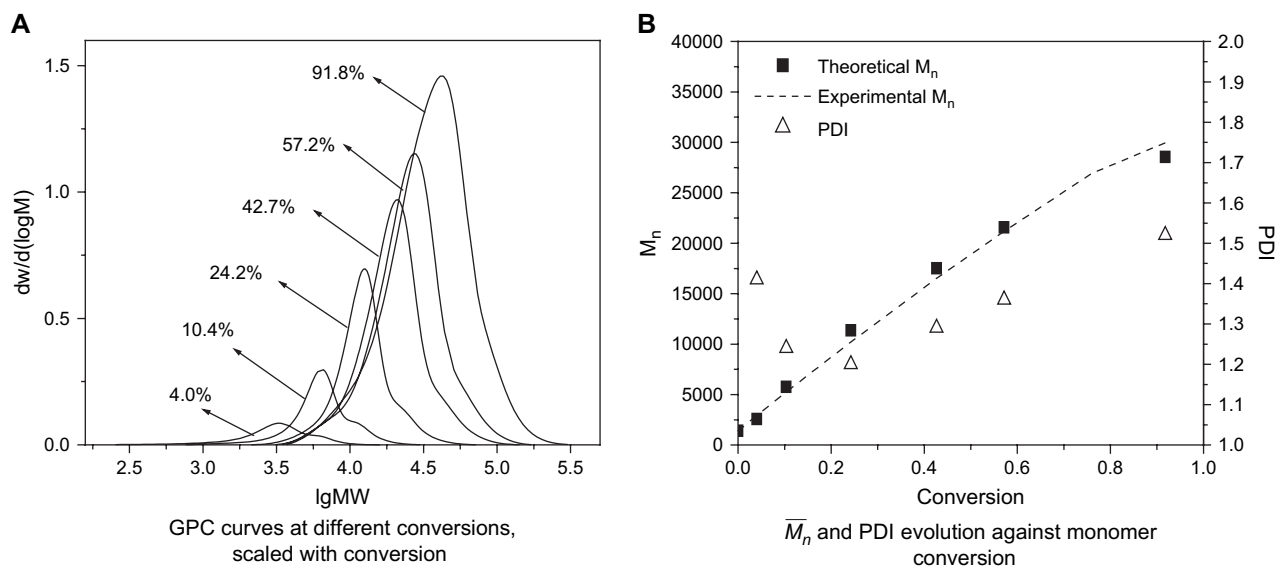 A
dw/d(logM)
1.5
1.0
0.5
0.0
91.8%
57.2%
42.7%
24.2%
10.4%
4.0%
2.5 3.0 3.5 4.0 4.5 5.0 5.5
lgMW
GPC curves at different conversions,
scaled with conversion
B
Mn
40000
35000
30000
25000
20000
15000
10000
5000
0
Theoretical Mn
Experimental Mn
PDI
2.0
1.9
1.8
1.7
1.6
1.5
1.4
1.3
1.2
1.1
1.0
PDI
0.0 0.2 0.4 0.6 0.8 1.0
Conversion
M̅n and PDI evolution against monomer
conversion